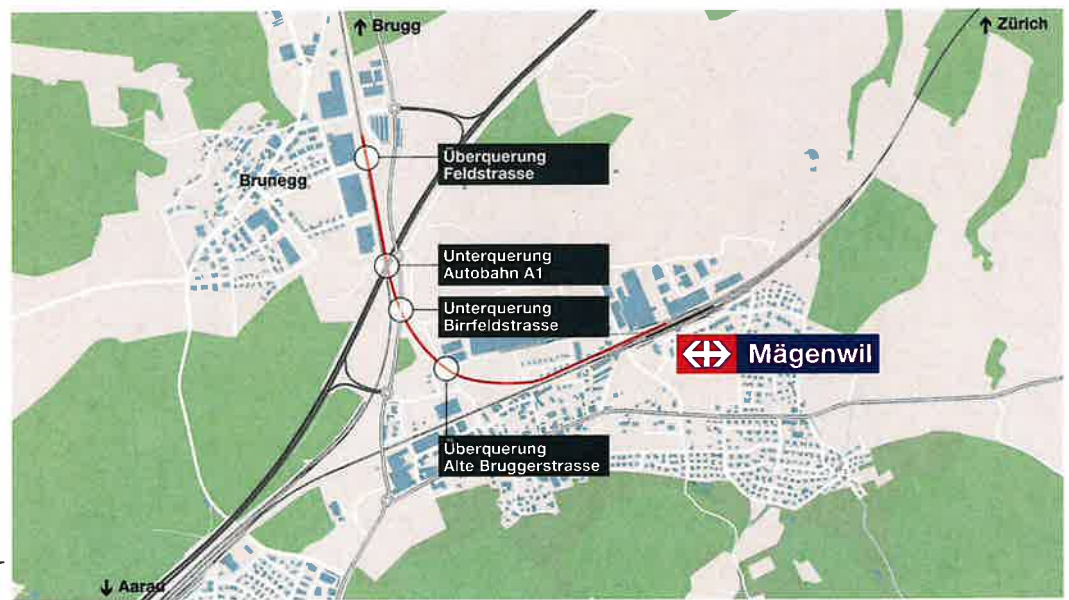 ↑ Brugg
↑ Zürich
Überquerung
Feldstrasse
Brunegg
Unterquerung
Autobahn A1
Unterquerung
Birrfeldstrasse
Mägenwil
Überquerung
Alte Bruggerstrasse
↓ Aarau